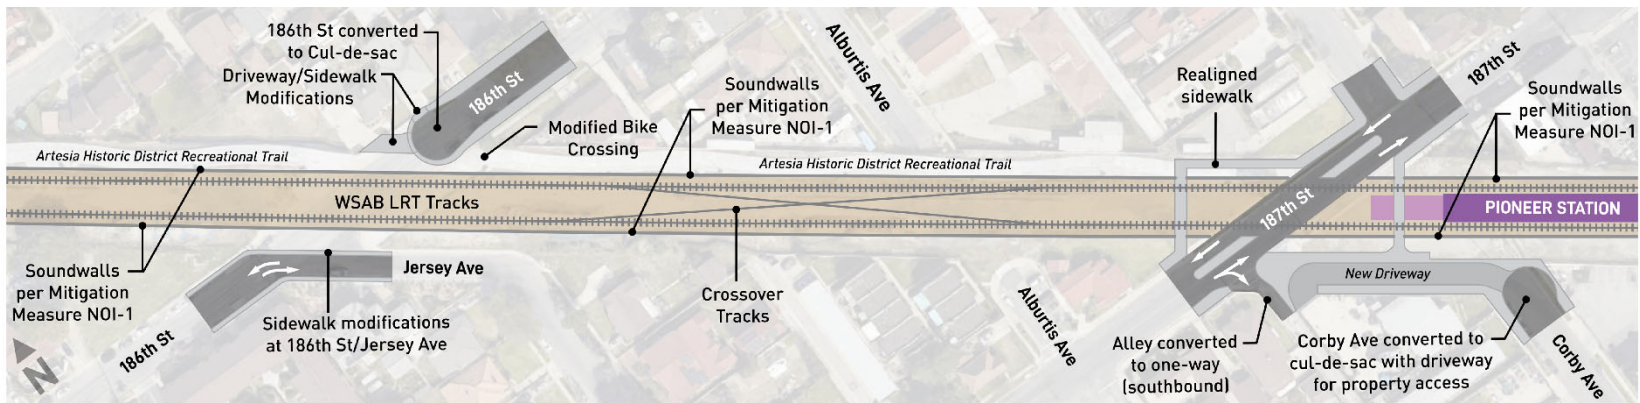 186th St converted
to Cul-de-sac
Driveway/Sidewalk
Modifications
186th St
Modified Bike
Crossing
Soundwalls
per Mitigation
Measure NOI-1
Alburtis Ave
Realigned
sidewalk
187th St
Soundwalls
per Mitigation
Measure NOI-1
Artesia Historic District Recreational Trail
Artesia Historic District Recreational Trail
WSAB LRT Tracks
187th St
PIONEER STATION
Soundwalls
per Mitigation
Measure NOI-1
Jersey Ave
New Driveway
Crossover
Tracks
Sidewalk modifications
at 186th St/Jersey Ave
186th St
N
Alburtis Ave
Alley converted
to one-way
(southbound)
Corby Ave converted to
cul-de-sac with driveway
for property access
Corby Ave